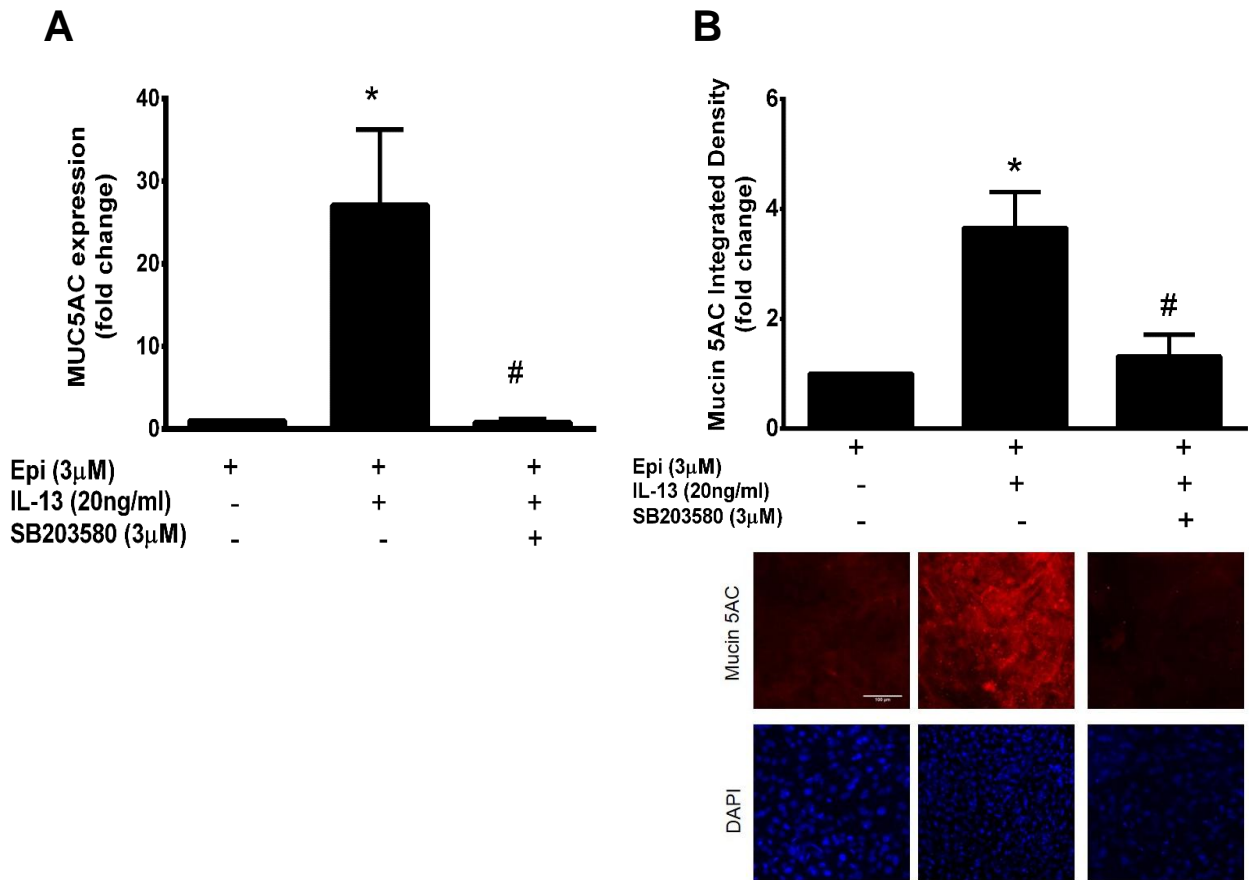 A
MUC5AC expression
(fold change)
40
30
20
10
0
*
#
Epi (3μM) + + +
IL-13 (20ng/ml) - + +
SB203580 (3μM) - - +
B
Mucin 5AC Integrated Density
(fold change)
6
4
2
0
*
#
Epi (3μM) + + +
IL-13 (20ng/ml) - + +
SB203580 (3μM) - - +
Mucin 5AC
100 μm
DAPI